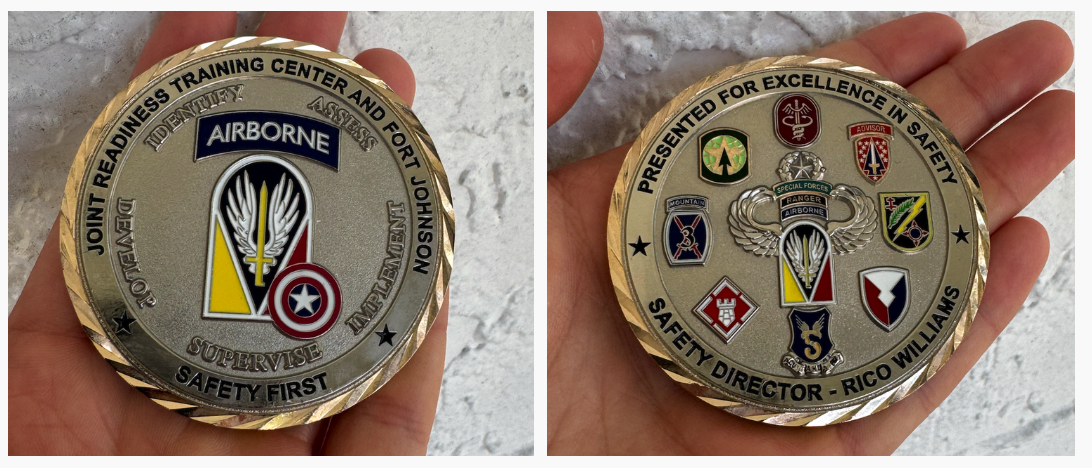 JOINT READINESS TRAINING CENTER AND FORT JOHNSON
IDENTIFY
ASSESS
AIRBORNE
DEVELOP
IMPLEMENT
SUPERVISE
SAFETY FIRST
PRESENTED FOR EXCELLENCE IN SAFETY
ADVISOR
SPECIAL FORCES
MOUNTAIN
RANGER
AIRBORNE
3
SAFETY DIRECTOR - RICO WILLIAMS